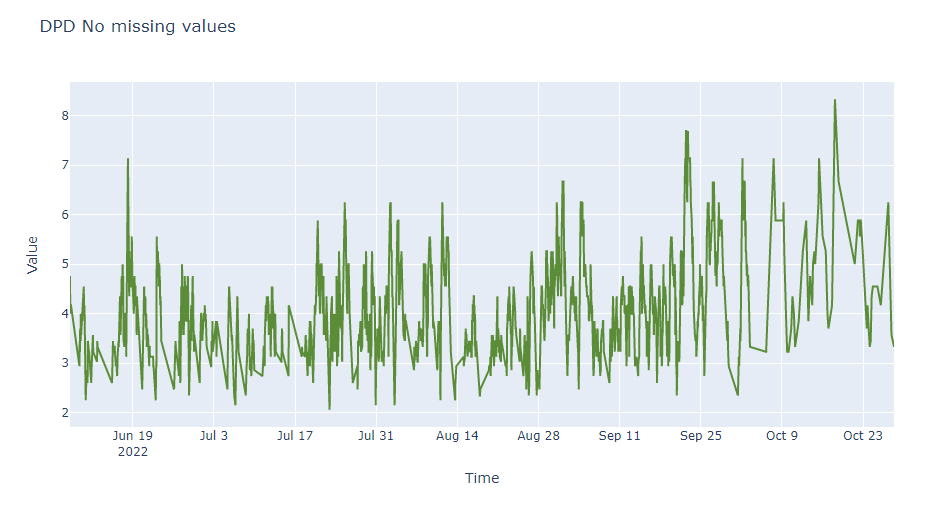 DPD No missing values
8
7
6
5
4
3
2
Value
Jun 19
2022
Jul 3
Jul 17
Jul 31
Aug 14
Aug 28
Sep 11
Sep 25
Oct 9
Oct 23
Time